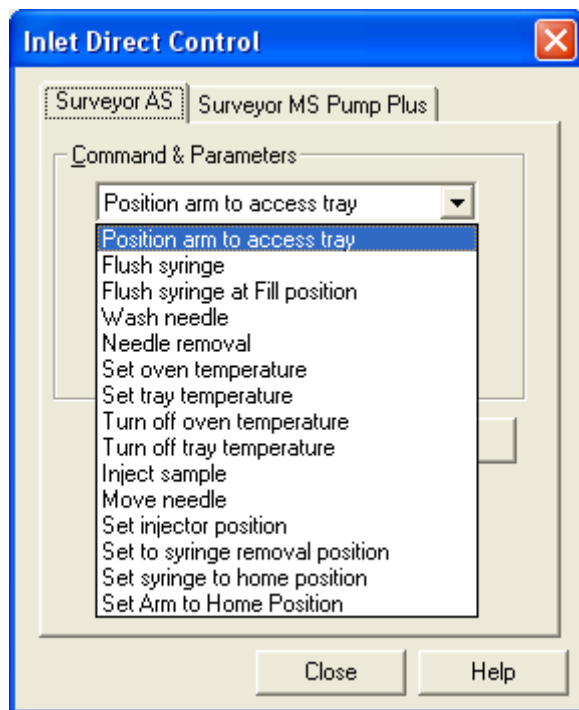 Inlet Direct Control
Surveyor AS
Surveyor MS Pump Plus
Command & Parameters
Position arm to access tray
Position arm to access tray
Flush syringe
Flush syringe at Fill position
Wash needle
Needle removal
Set oven temperature
Set tray temperature
Turn off oven temperature
Turn off tray temperature
Inject sample
Move needle
Set injector position
Set to syringe removal position
Set syringe to home position
Set Arm to Home Position
Close
Help